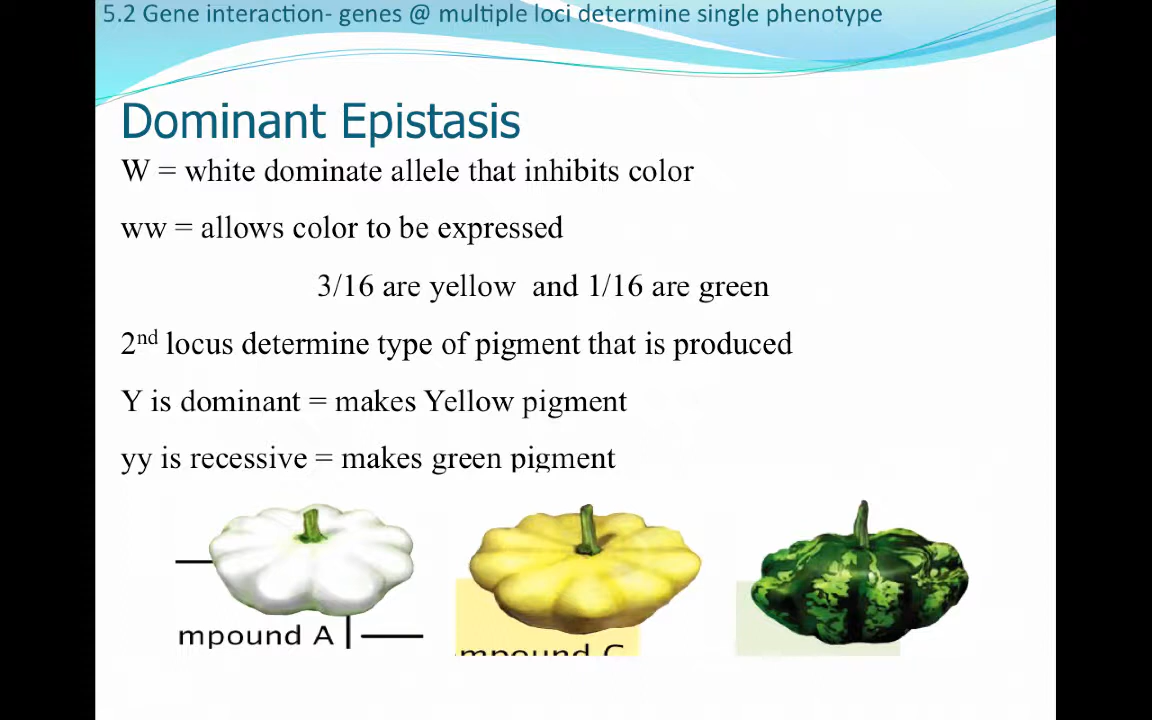 5.2 Gene interaction- genes @ multiple loci determine single phenotype
Dominant Epistasis
W = white dominate allele that inhibits color
ww = allows color to be expressed
3/16 are yellow and 1/16 are green
2nd locus determine type of pigment that is produced
Y is dominant = makes Yellow pigment
yy is recessive = makes green pigment
mpound A
mpound C